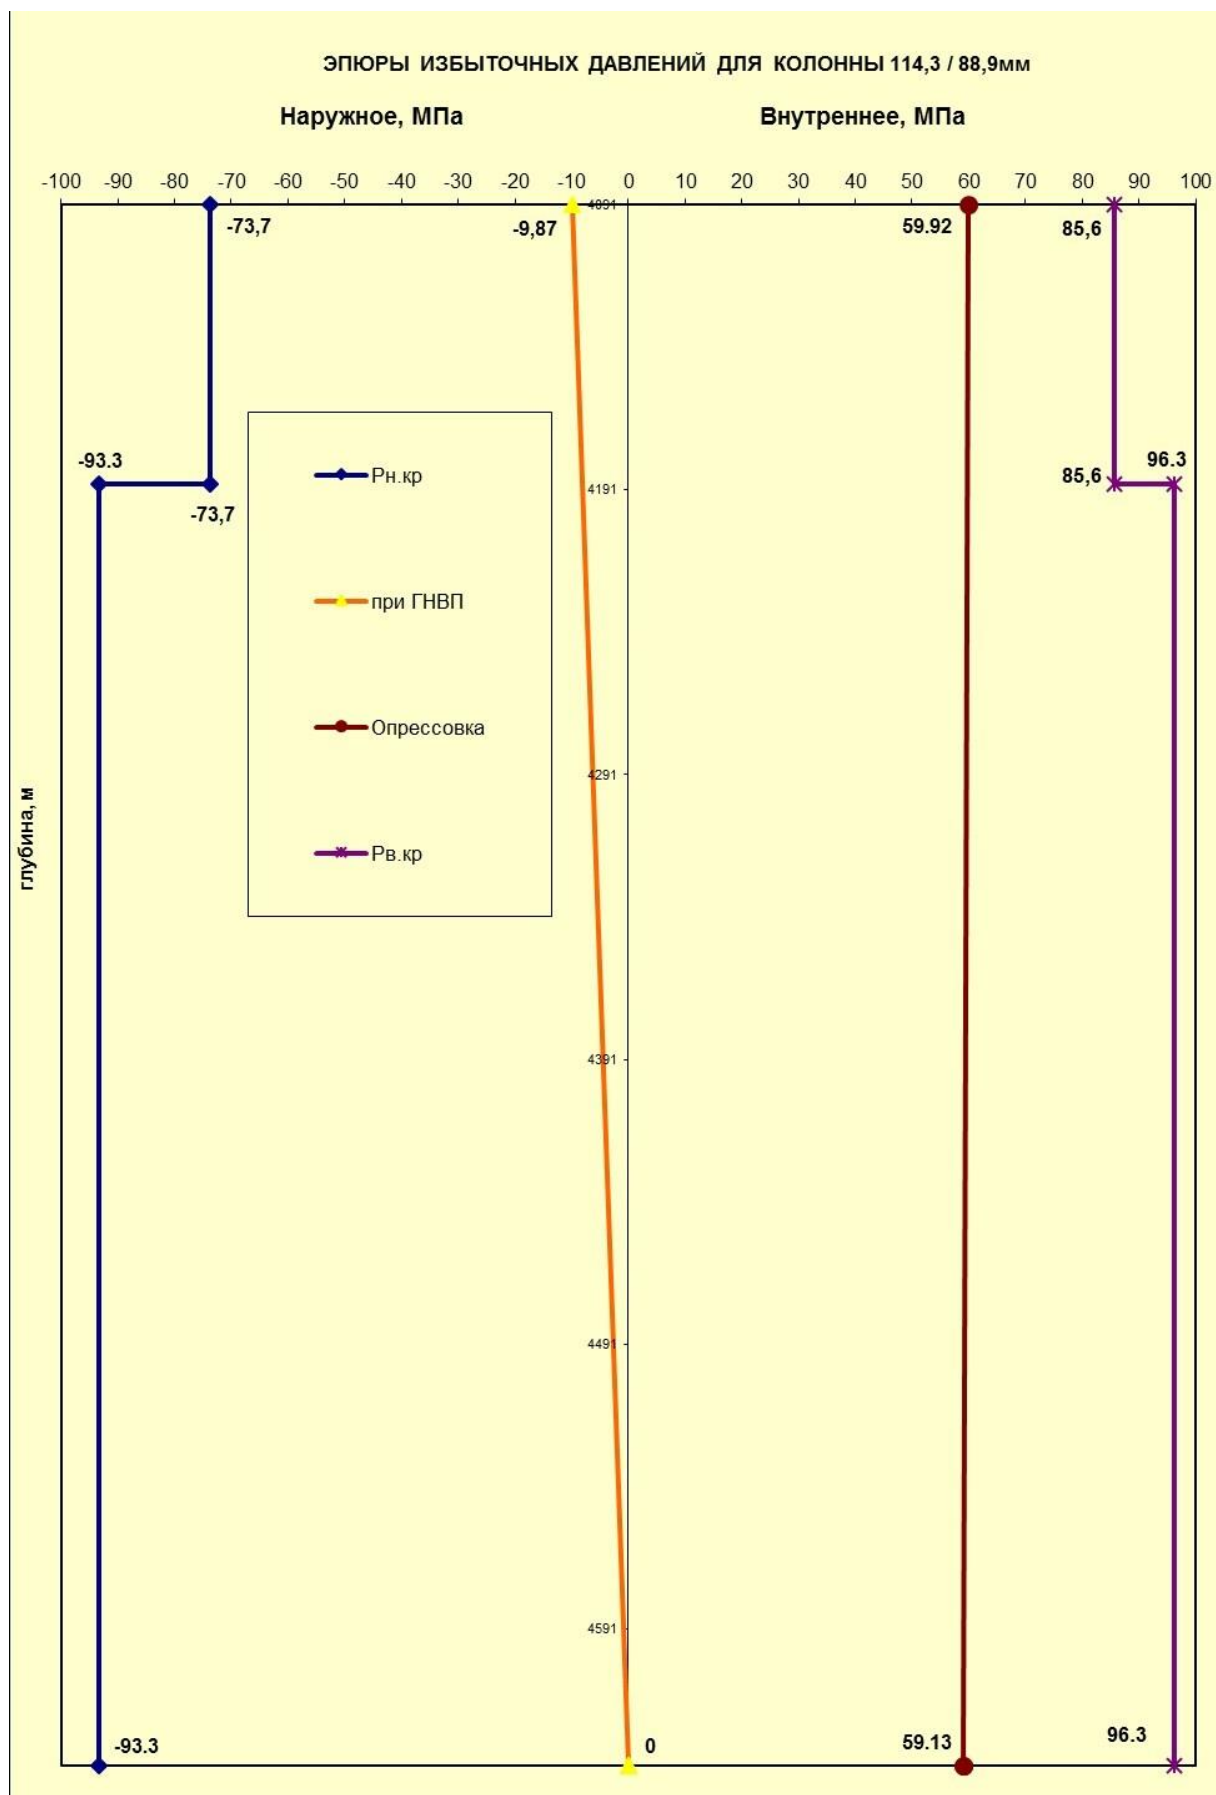 ЭПЮРЫ ИЗБЫТОЧНЫХ ДАВЛЕНИЙ ДЛЯ КОЛОННЫ 114,3 / 88,9мм
Наружное, МПа Внутреннее, МПа
-100 -90 -80 -70 -60 -50 -40 -30 -20 -10 0 10 20 30 40 50 60 70 80 90 100
4091
-73,7 -9,87 59.92 85,6
-93.3 Рн.кр 85,6 96.3
4191
-73,7
при ГНВП
Опрессовка
4291
глубина, м
Рв.кр
4391
4491
4591
-93.3 0 59.13 96.3